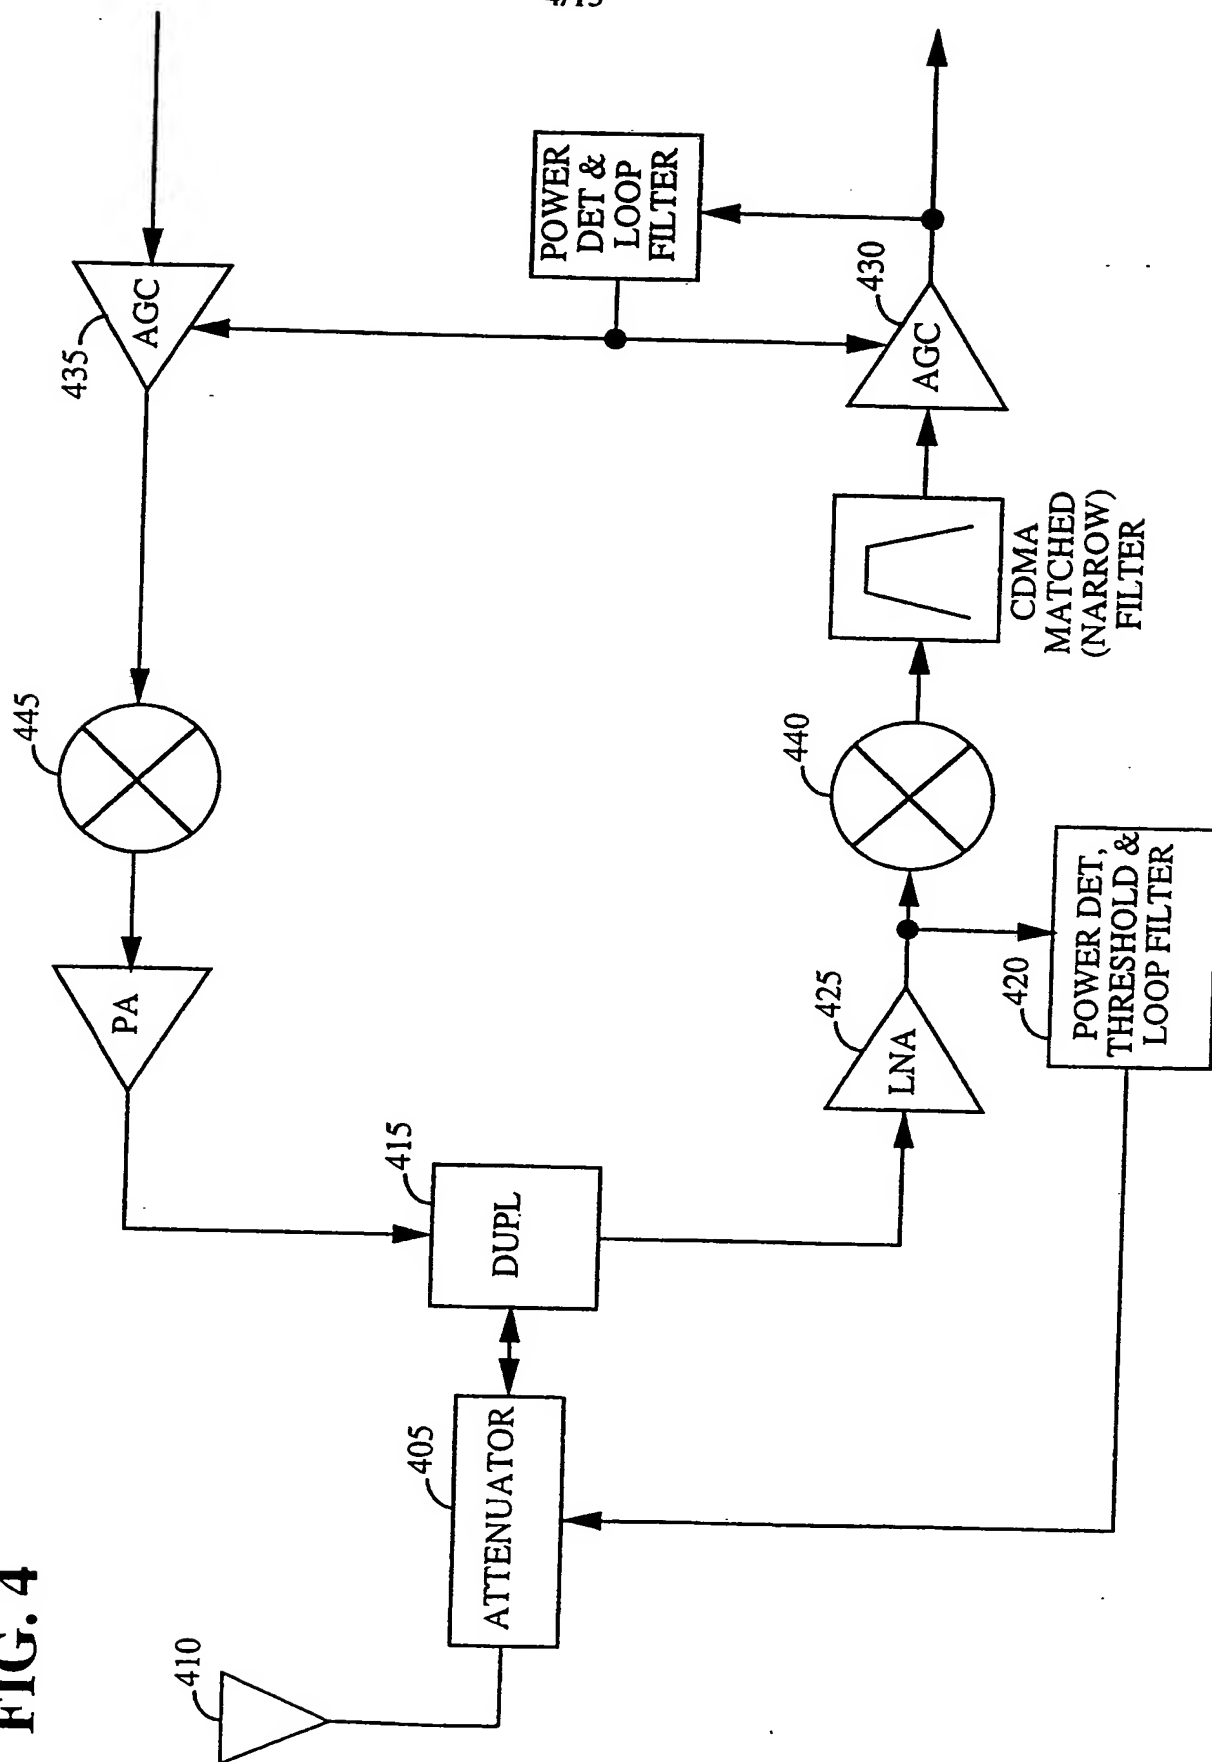 4/13
FIG. 4
410
405
ATTENUATOR
415
DUPL
PA
445
435
AGC
POWER
DET &
LOOP
FILTER
425
LNA
420
POWER DET,
THRESHOLD &
LOOP FILTER
440
CDMA
MATCHED
(NARROW)
FILTER
430
AGC